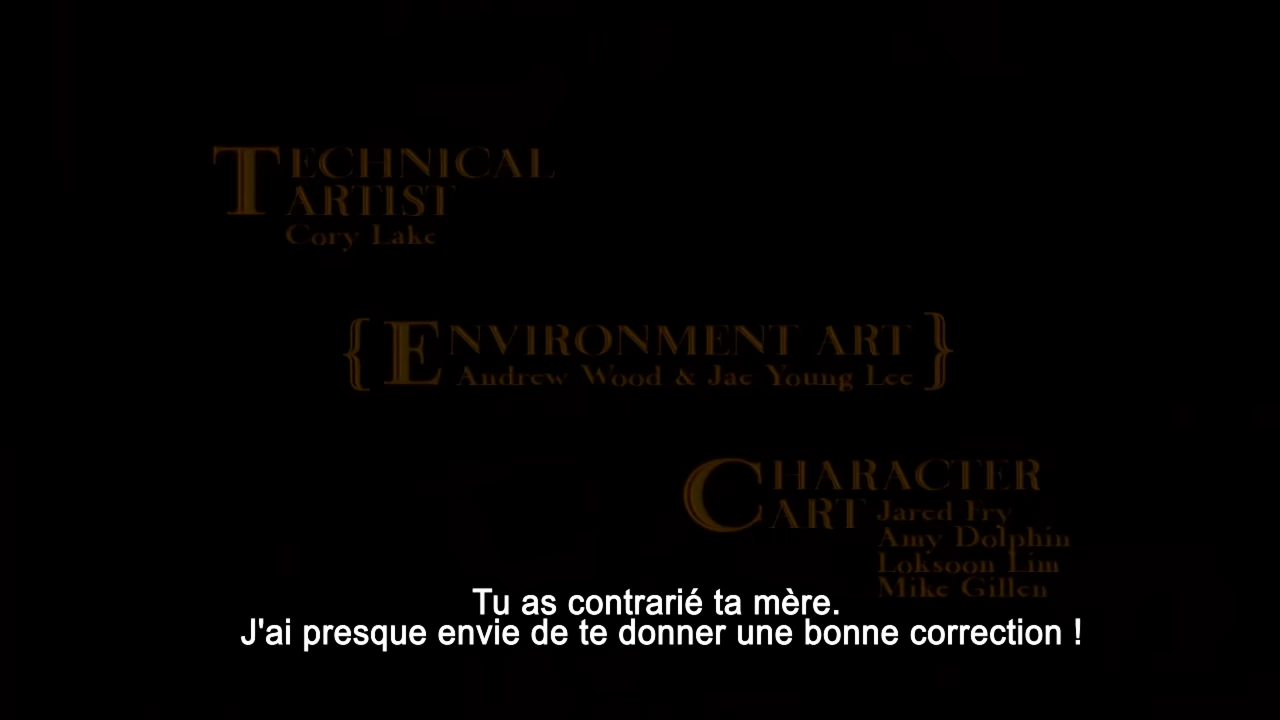 TECHNICAL
ARTIST
Cory Lake
{ ENVIRONMENT ART }
Andrew Wood & Jae Young Lee
CHARACTER
ART Jared Fry
Amy Dolphin
Loksoon Lim
Mike Gillen
Tu as contrarié ta mère.
J'ai presque envie de te donner une bonne correction !